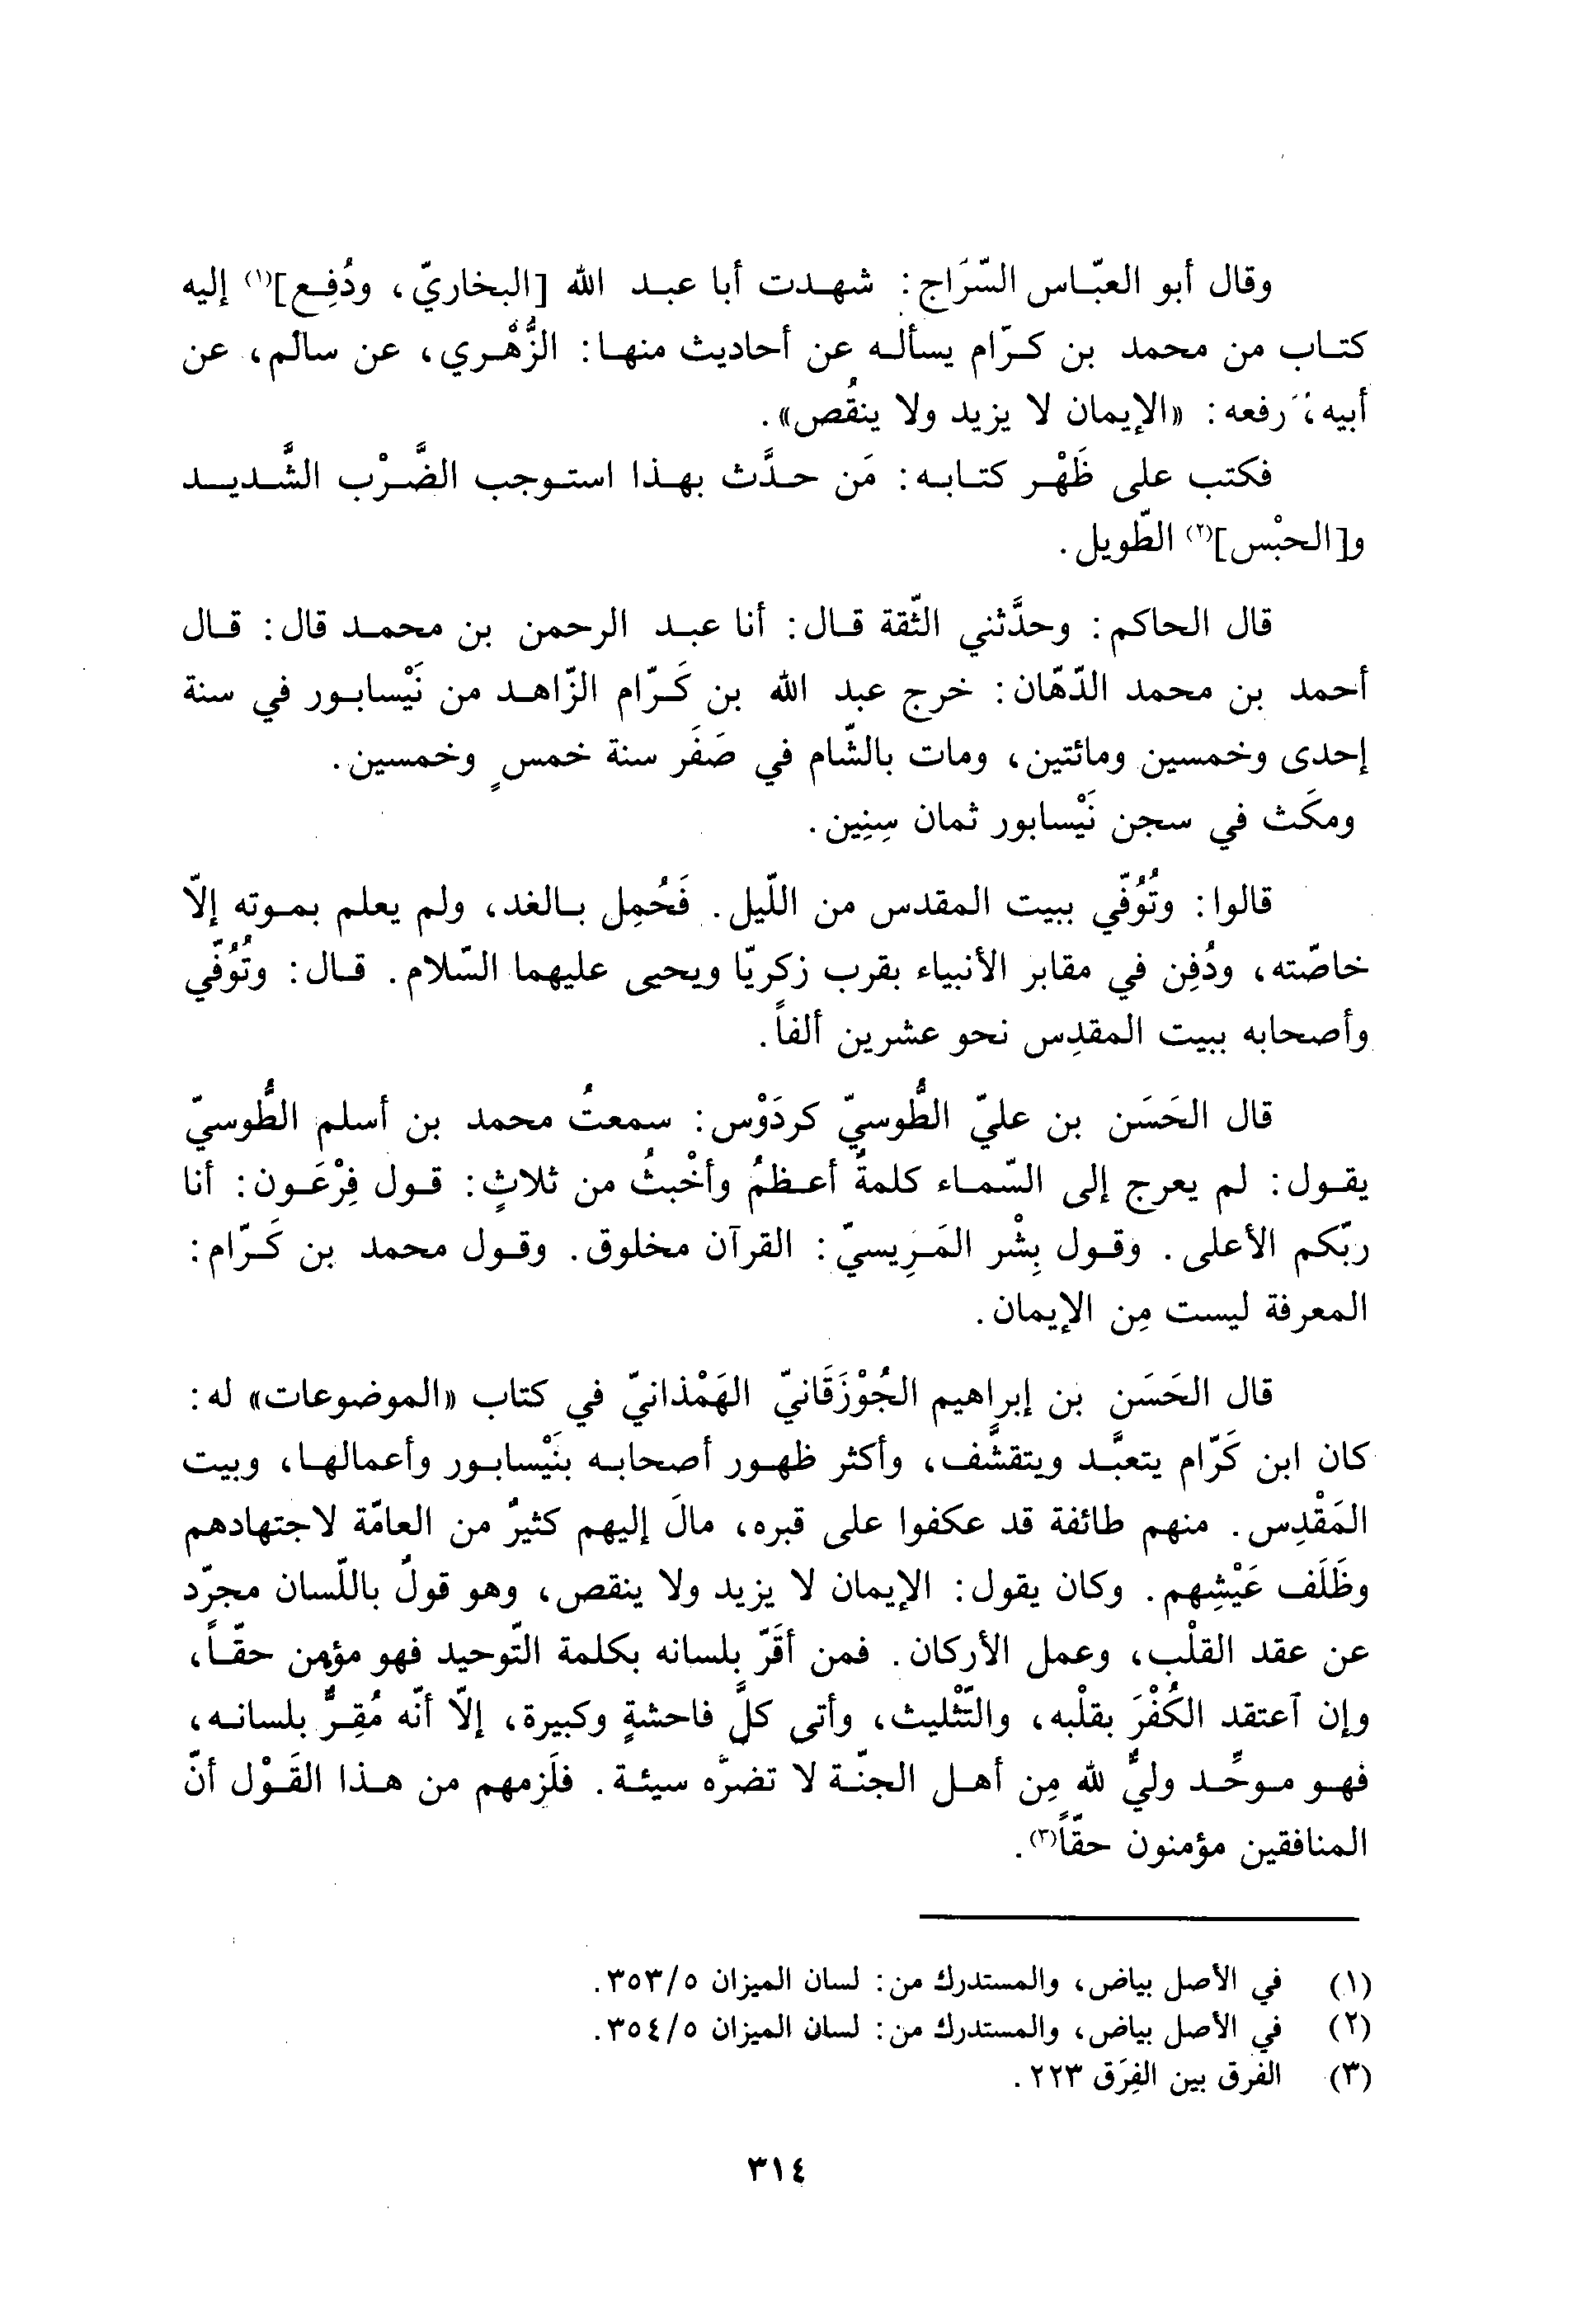 وقال أبو العبّاس السّرَاج: شهدت أبا عبد الله [البخاريّ، ودُفِع](١) إليه
كتاب من محمد بن كرّام يسأله عن أحاديث منها: الزُّهْري، عن سالم، عن
أبيه، رفعه: «الإيمان لا يزيد ولا ينقُص».
فكتب على ظَهْر كتابه: مَن حدَّث بهذا استوجب الضَّرْب الشَّديد
و[الحبْس](٢) الطّويل.
قال الحاكم: وحدَّثني الثّقة قال: أنا عبد الرحمن بن محمد قال: قال
أحمد بن محمد الدّهّان: خرج عبد الله بن كَرّام الزّاهد من نَيْسابور في سنة
إحدى وخمسين ومائتين، ومات بالشّام في صَفَر سنة خمسٍ وخمسين.
ومكَث في سجن نَيْسابور ثمان سِنِين.
قالوا: وتُوُفّي ببيت المقدس من اللّيل. فَحُمِل بالغد، ولم يعلم بموته إلّا
خاصّته، ودُفِن في مقابر الأنبياء بقرب زكريّا ويحيى عليهما السّلام. قال: وتُوُفّي
وأصحابه ببيت المقدِس نحو عشرين ألفاً.
قال الحَسَن بن عليّ الطُّوسيّ كردَوْس: سمعتُ محمد بن أسلم الطُّوسيّ
يقول: لم يعرج إلى السّماء كلمةٌ أعظمُ وأخْبثُ من ثلاثٍ: قول فِرْعَون: أنا
ربّكم الأعلى. وقول بِشْر المَرِيسيّ: القرآن مخلوق. وقول محمد بن كَرّام:
المعرفة ليست مِن الإيمان.
قال الحَسَن بن إبراهيم الجُوْزَقَانيّ الهَمْذانيّ في كتاب «الموضوعات» له:
كان ابن كَرّام يتعبَّد ويتقشَّف، وأكثر ظهور أصحابه بنَيْسابور وأعمالها، وبيت
المَقْدِس. منهم طائفة قد عكفوا على قبره، مالَ إليهم كثيرٌ من العامّة لاجتهادهم
وظَلَف عَيْشِهم. وكان يقول: الإيمان لا يزيد ولا ينقص، وهو قولٌ باللّسان مجرّد
عن عقد القلْب، وعمل الأركان. فمن أقَرّ بلسانه بكلمة التّوحيد فهو مؤمن حقّاً،
وإن آعتقد الكُفْرَ بقلْبه، والتّثْليث، وأتى كلَّ فاحشةٍ وكبيرة، إلّا أنّه مُقِرٌّ بلسانه،
فهو موحِّد وليٌّ لله مِن أهل الجنّة لا تضرّه سيئة. فلَزِمهم من هذا القَوْل أنّ
المنافقين مؤمنون حقّاً(٣).
(١) في الأصل بياض، والمستدرك من: لسان الميزان ٣٥٣/٥.
(٢) في الأصل بياض، والمستدرك من: لسان الميزان ٣٥٤/٥.
(٣) الفرق بين الفِرَق ٢٢٣.
٣١٤